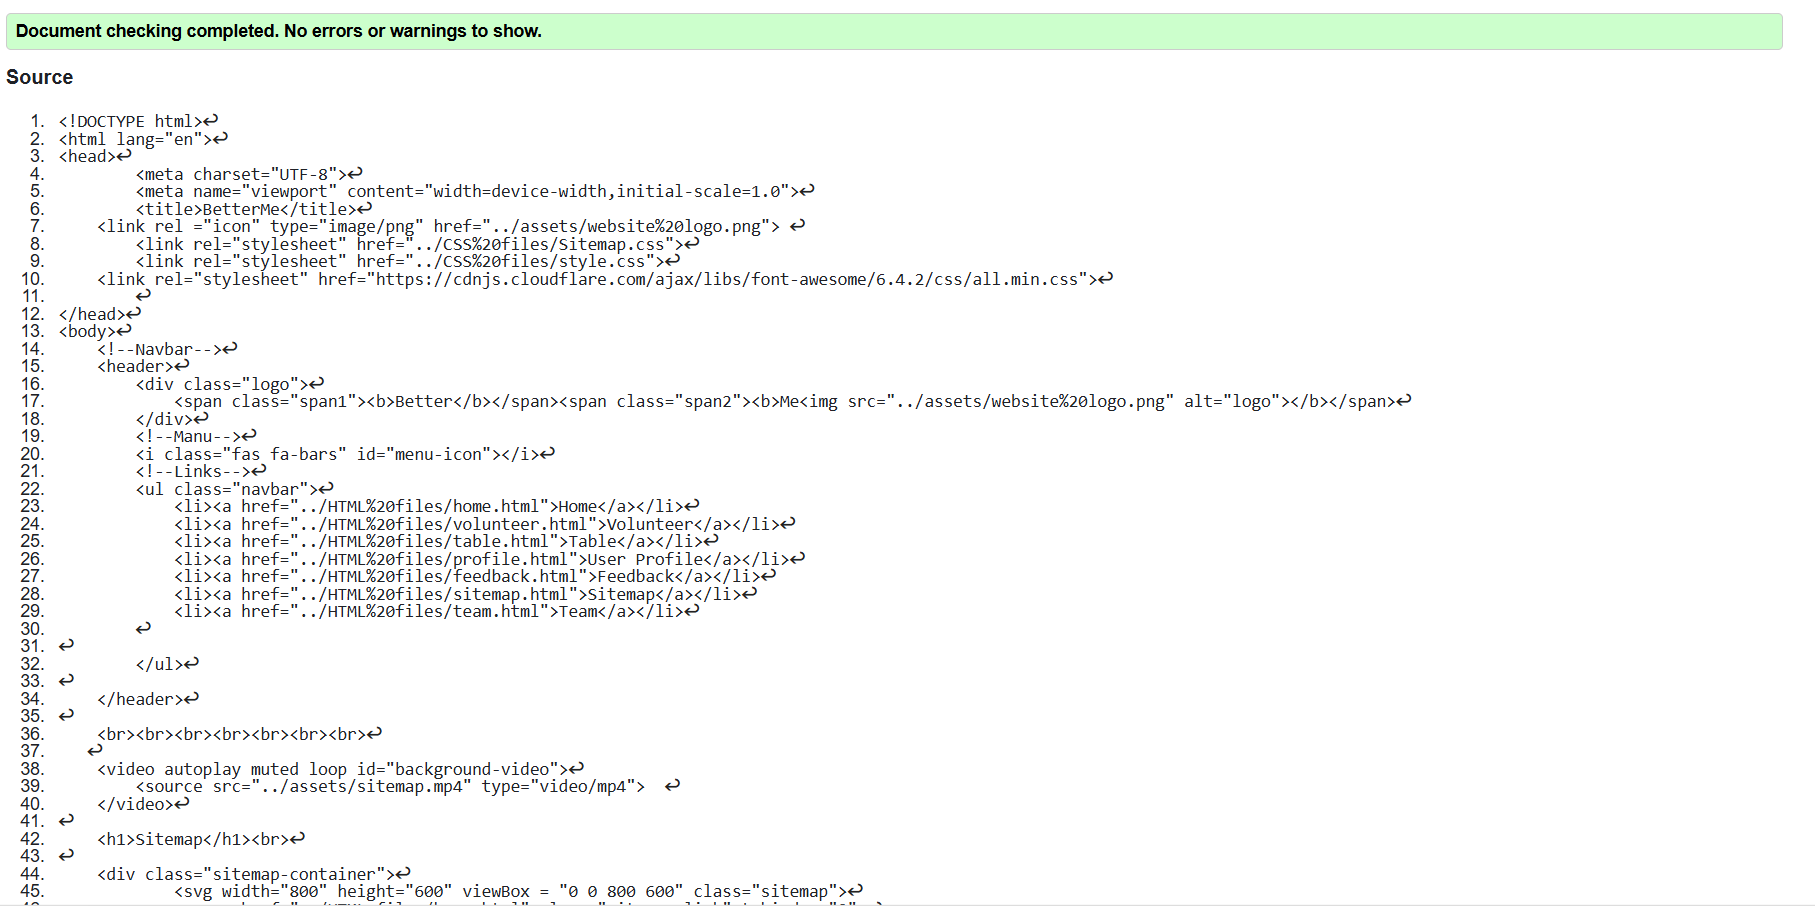 Document checking completed. No errors or warnings to show.
Source
1. <!DOCTYPE html>↩
2. <html lang="en">↩
3. <head>↩
4. <meta charset="UTF-8">↩
5. <meta name="viewport" content="width=device-width,initial-scale=1.0">↩
6. <title>BetterMe</title>↩
7. <link rel ="icon" type="image/png" href="../assets/website%20logo.png"> ↩
8. <link rel="stylesheet" href="../CSS%20files/Sitemap.css">↩
9. <link rel="stylesheet" href="../CSS%20files/style.css">↩
10. <link rel="stylesheet" href="https://cdnjs.cloudflare.com/ajax/libs/font-awesome/6.4.2/css/all.min.css">↩
11. ↩
12. </head>↩
13. <body>↩
14. <!--Navbar-->↩
15. <header>↩
16. <div class="logo">↩
17. <span class="span1"><b>Better</b></span><span class="span2"><b>Me<img src="../assets/website%20logo.png" alt="logo"></b></span>↩
18. </div>↩
19. <!--Manu-->↩
20. <i class="fas fa-bars" id="menu-icon"></i>↩
21. <!--Links-->↩
22. <ul class="navbar">↩
23. <li><a href="../HTML%20files/home.html">Home</a></li>↩
24. <li><a href="../HTML%20files/volunteer.html">Volunteer</a></li>↩
25. <li><a href="../HTML%20files/table.html">Table</a></li>↩
26. <li><a href="../HTML%20files/profile.html">User Profile</a></li>↩
27. <li><a href="../HTML%20files/feedback.html">Feedback</a></li>↩
28. <li><a href="../HTML%20files/sitemap.html">Sitemap</a></li>↩
29. <li><a href="../HTML%20files/team.html">Team</a></li>↩
30. ↩
31. ↩
32. </ul>↩
33. ↩
34. </header>↩
35. ↩
36. <br><br><br><br><br><br><br>↩
37. ↩
38. <video autoplay muted loop id="background-video">↩
39. <source src="../assets/sitemap.mp4" type="video/mp4"> ↩
40. </video>↩
41. ↩
42. <h1>Sitemap</h1><br>↩
43. ↩
44. <div class="sitemap-container">↩
45. <svg width="800" height="600" viewBox = "0 0 800 600" class="sitemap">↩